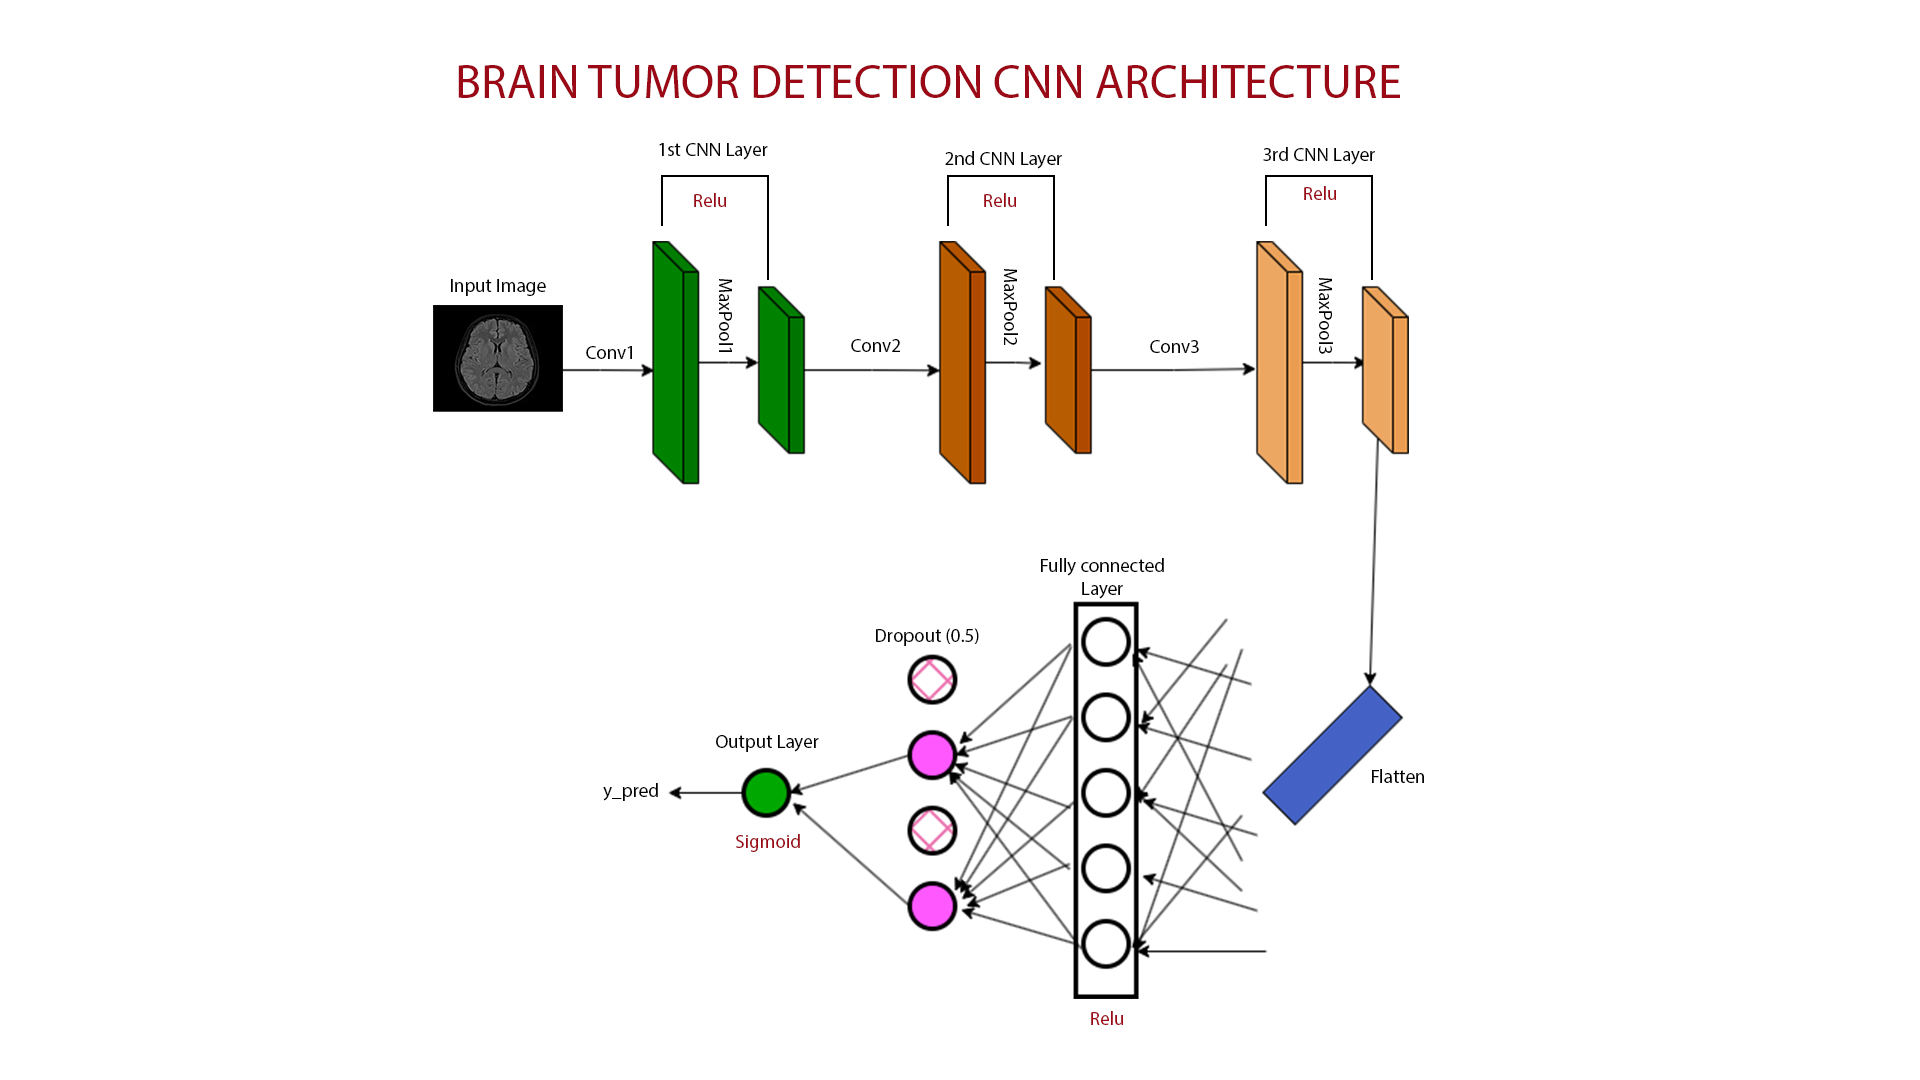 BRAIN TUMOR DETECTION CNN ARCHITECTURE
1st CNN Layer
Relu
2nd CNN Layer
Relu
3rd CNN Layer
Relu
Input Image
Conv1
MaxPool1
Conv2
MaxPool2
Conv3
MaxPool3
Fully connected
Layer
Dropout (0.5)
Output Layer
y_pred
Sigmoid
Flatten
Relu